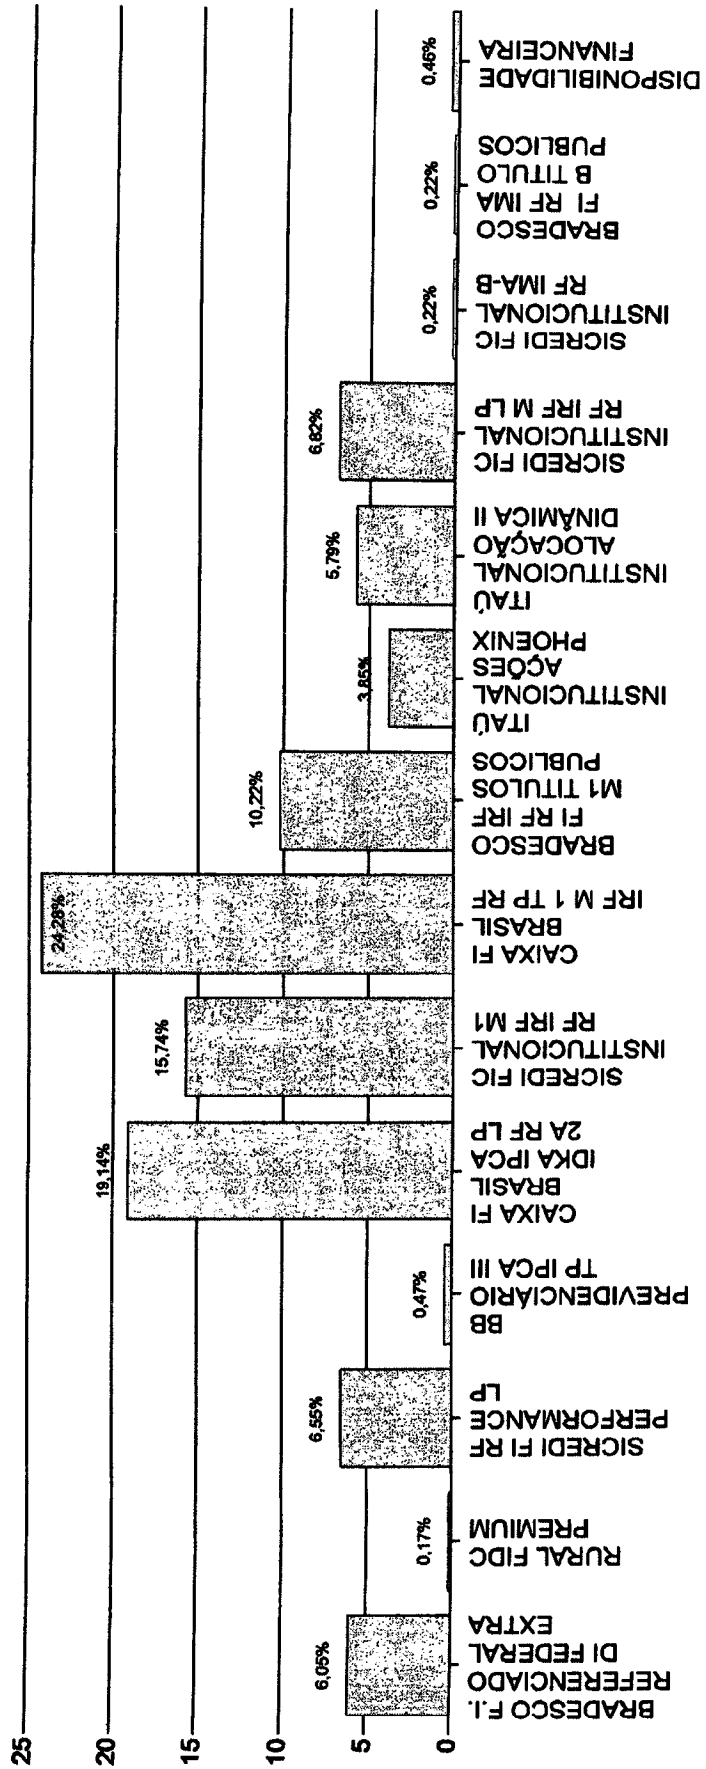 25
20
15
10
5
0
6,05%
0,17%
6,55%
0,47%
19,14%
15,74%
24,28%
10,22%
3,85%
5,79%
6,82%
0,22%
0,22%
0,46%
BRADESCO F.I.
REFERENCIADO
DI FEDERAL
EXTRA
RURAL FIDC
PREMIUM
SICREDI FI RF
PERFORMANCE
LP
BB
PREVIDENCIÁRIO
TP IPCA III
CAIXA FI
BRASIL
IDKA IPCA
2A RF LP
SICREDI FIC
INSTITUCIONAL
RF IRF M1
CAIXA FI
BRASIL
IRF M 1 TP RF
BRADESCO
FI RF IRF
M1 TITULOS
PUBLICOS
ITAÚ
INSTITUCIONAL
AÇÕES
PHOENIX
ITAÚ
INSTITUCIONAL
ALOCAÇÃO
DINÂMICA II
SICREDI FIC
INSTITUCIONAL
RF IRF M LP
SICREDI FIC
INSTITUCIONAL
RF IMA-B
BRADESCO
FI RF IMA
B TITULO
PUBLICOS
DISPONIBILIDADE
FINANCEIRA